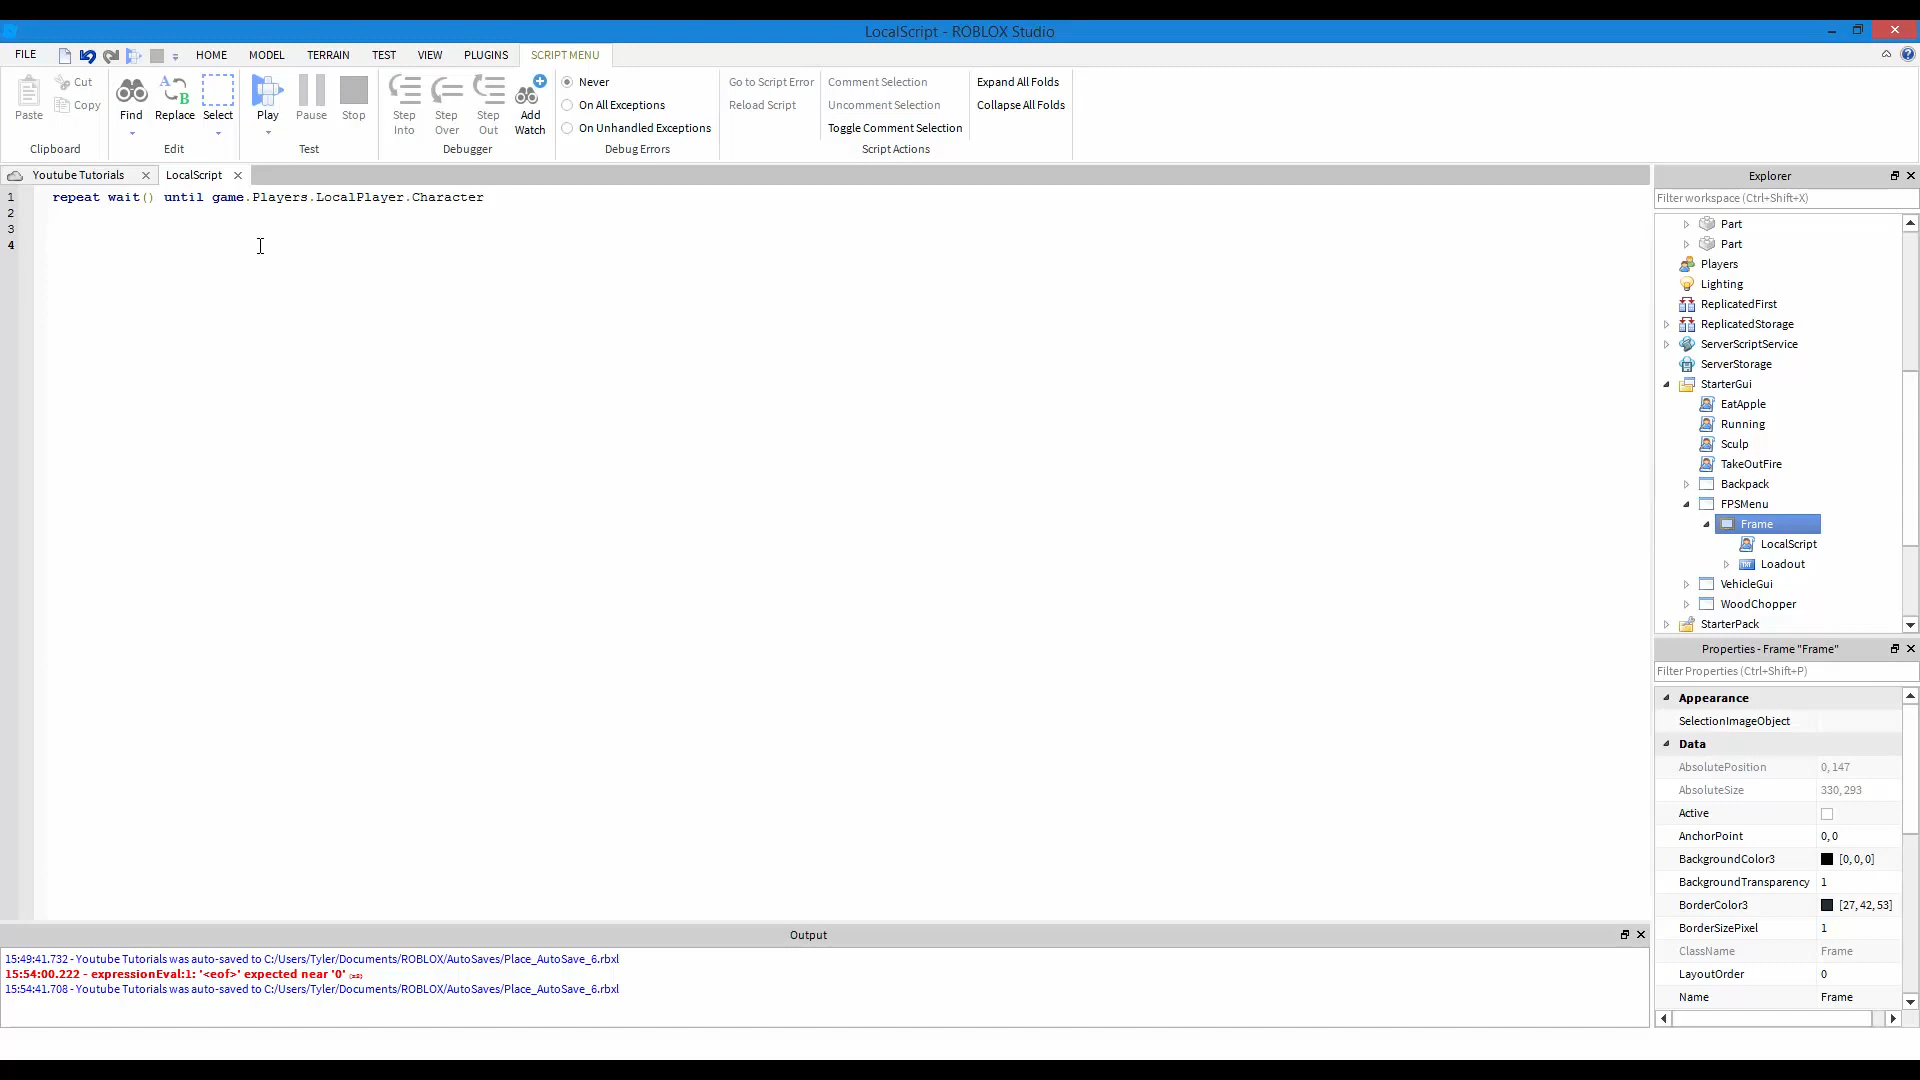 LocalScript - ROBLOX Studio
FILE HOME MODEL TERRAIN TEST VIEW PLUGINS SCRIPT MENU
Paste Cut Copy
Clipboard
Find Replace Select
Edit
Play Pause Stop
Test
Step Into Step Over Step Out Add Watch
Debugger
Never
On All Exceptions
On Unhandled Exceptions
Debug Errors
Go to Script Error
Reload Script
Comment Selection
Uncomment Selection
Toggle Comment Selection
Expand All Folds
Collapse All Folds
Script Actions
Youtube Tutorials LocalScript
1 repeat wait() until game.Players.LocalPlayer.Character
2
3
4
Explorer
Filter workspace (Ctrl+Shift+X)
Part
Part
Players
Lighting
ReplicatedFirst
ReplicatedStorage
ServerScriptService
ServerStorage
StarterGui
EatApple
Running
Sculp
TakeOutFire
Backpack
FPSMenu
Frame
LocalScript
Loadout
VehicleGui
WoodChopper
StarterPack
Properties - Frame "Frame"
Filter Properties (Ctrl+Shift+P)
Appearance
SelectionImageObject
Data
AbsolutePosition 0, 147
AbsoluteSize 330, 293
Active
AnchorPoint 0, 0
BackgroundColor3 [0, 0, 0]
BackgroundTransparency 1
BorderColor3 [27, 42, 53]
BorderSizePixel 1
ClassName Frame
LayoutOrder 0
Name Frame
Output
15:49:41.732 - Youtube Tutorials was auto-saved to C:/Users/Tyler/Documents/ROBLOX/AutoSaves/Place_AutoSave_6.rbxl
15:54:00.222 - expressionEval:1: '<eof>' expected near '0' (x2)
15:54:41.708 - Youtube Tutorials was auto-saved to C:/Users/Tyler/Documents/ROBLOX/AutoSaves/Place_AutoSave_6.rbxl